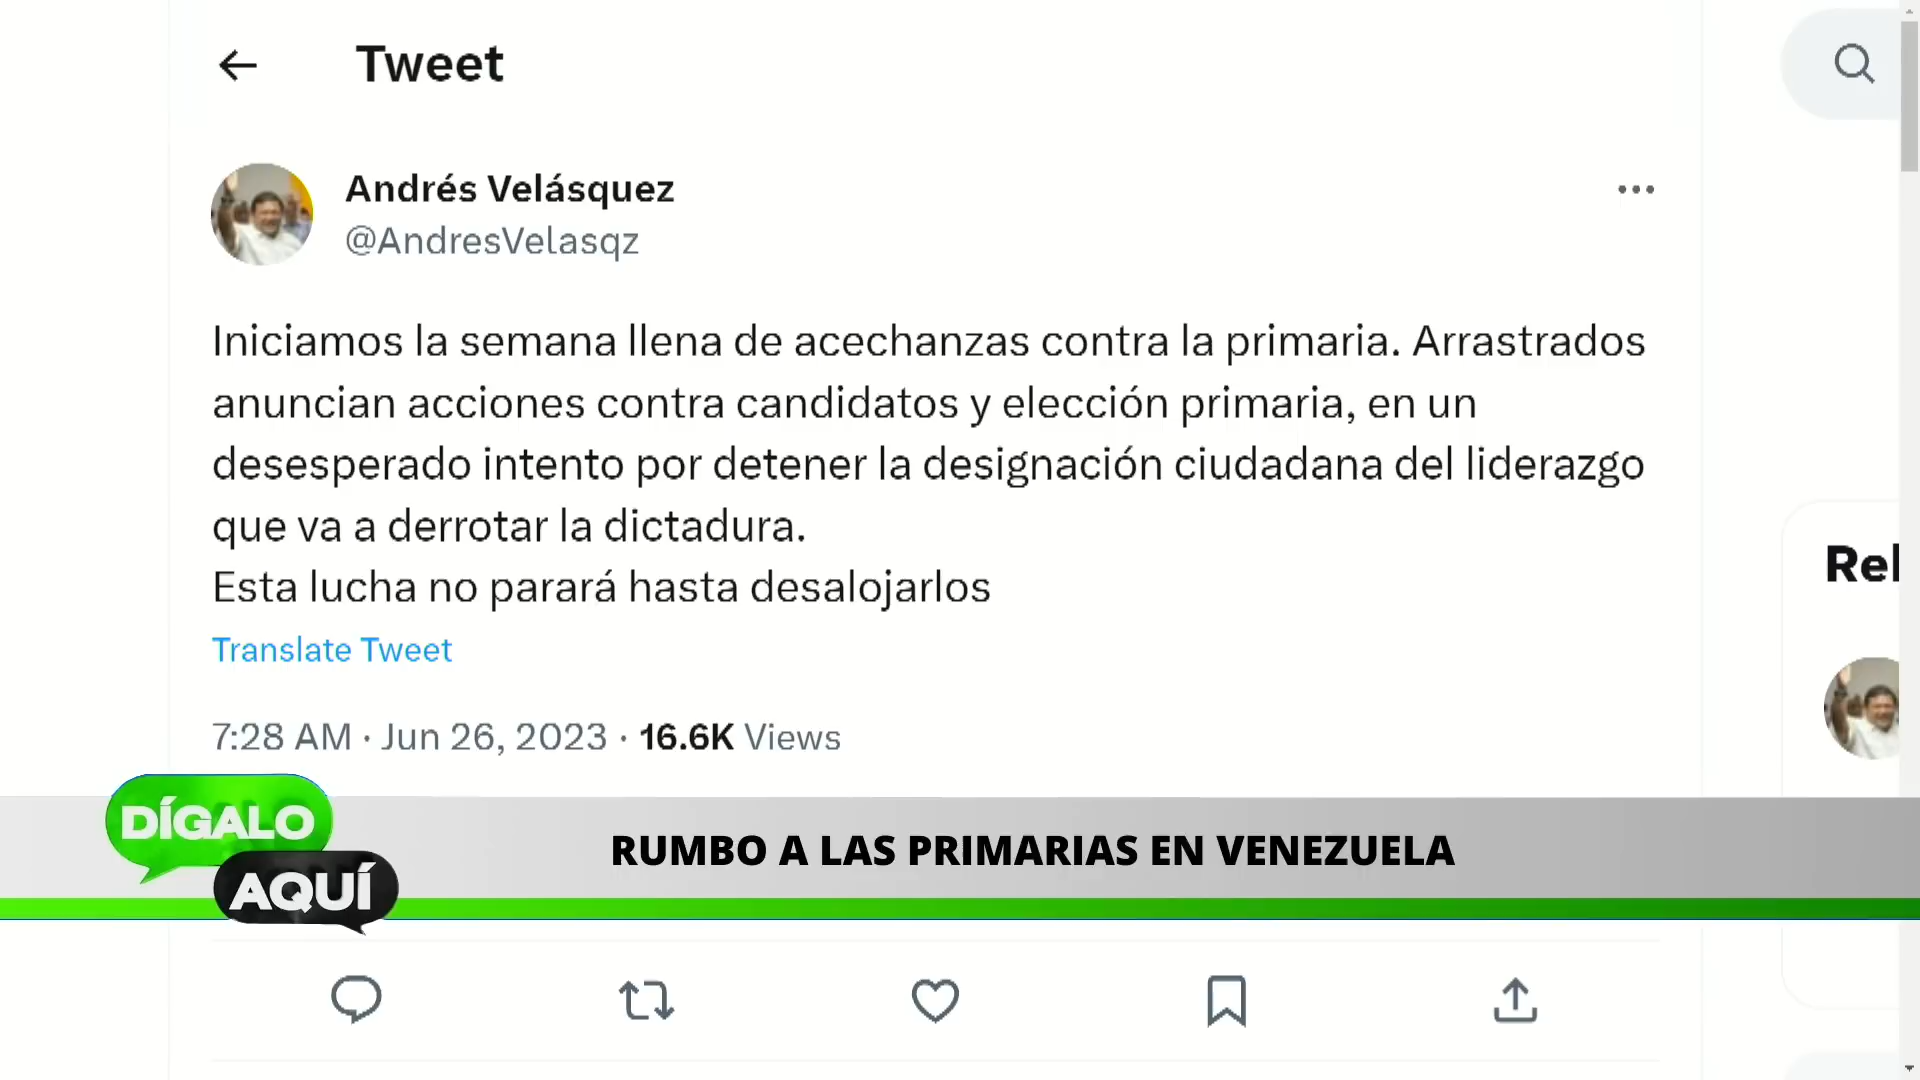 Tweet
Andrés Velásquez
@AndresVelasqz
Iniciamos la semana llena de acechanzas contra la primaria. Arrastrados
anuncian acciones contra candidatos y elección primaria, en un
desesperado intento por detener la designación ciudadana del liderazgo
que va a derrotar la dictadura.
Esta lucha no parará hasta desalojarlos
Translate Tweet
7:28 AM · Jun 26, 2023 · 16.6K Views
Rel
DÍGALO
AQUÍ
RUMBO A LAS PRIMARIAS EN VENEZUELA